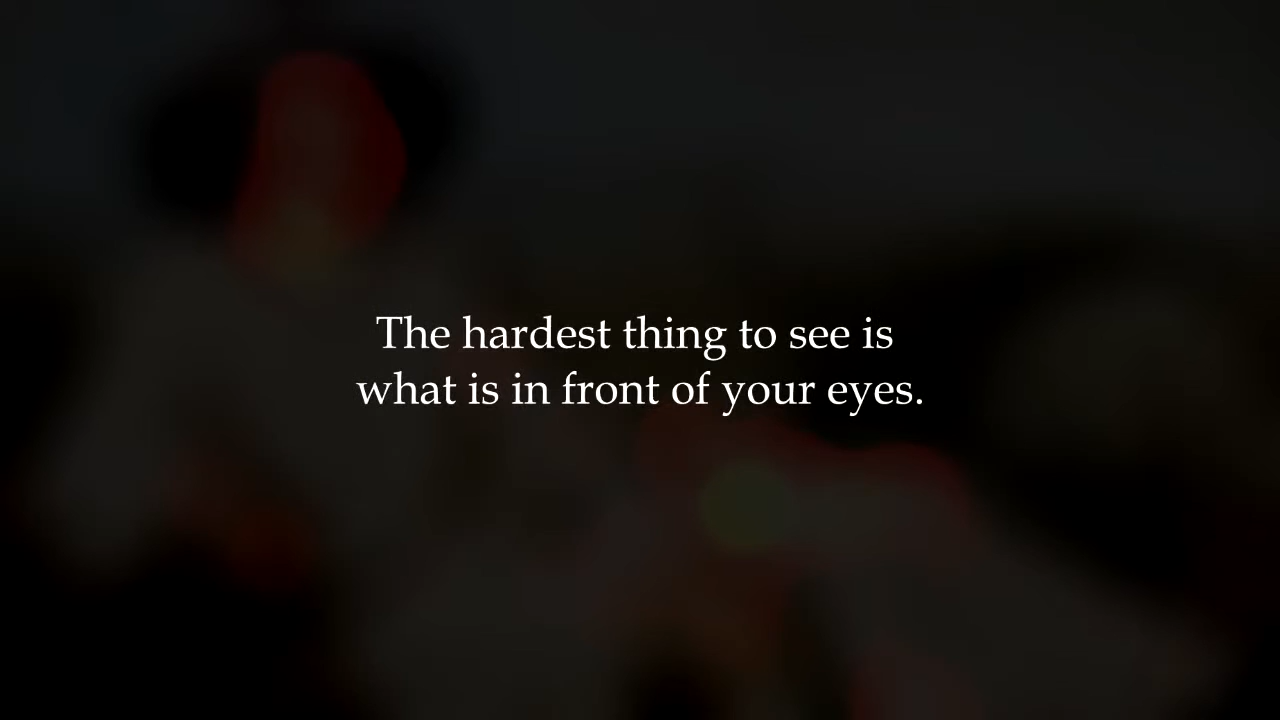 The hardest thing to see is
what is in front of your eyes.